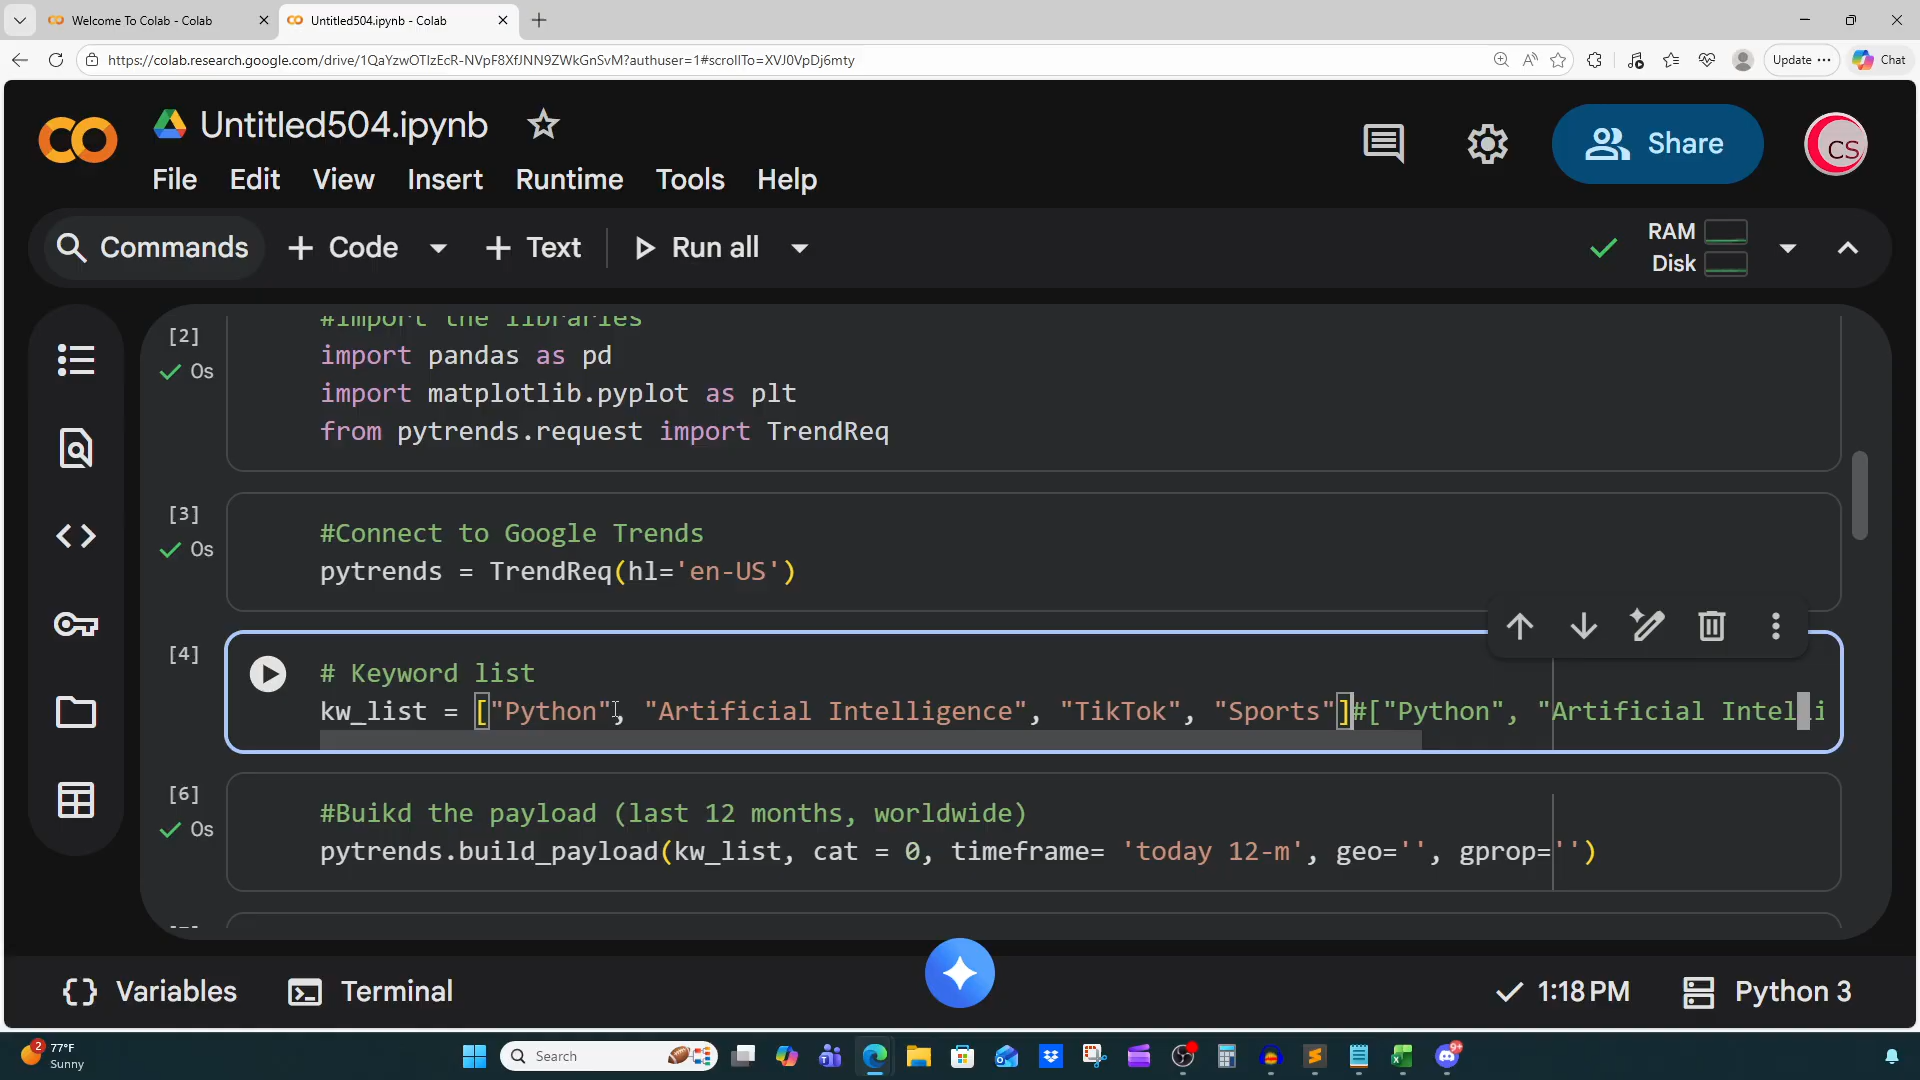 Welcome To Colab - Colab
Untitled504.ipynb - Colab
https://colab.research.google.com/drive/1QaYzwOTIzEcR-NVpF8XfJNN9ZWkGnSvM?authuser=1#scrollTo=XVJ0VpDj6mty
Update
Chat
Untitled504.ipynb
Share
CS
File Edit View Insert Runtime Tools Help
Commands + Code + Text Run all
RAM
Disk
[2]
0s
#Import the libraries
import pandas as pd
import matplotlib.pyplot as plt
from pytrends.request import TrendReq
[3]
0s
#Connect to Google Trends
pytrends = TrendReq(hl='en-US')
[4]
# Keyword list
kw_list = ["Python", "Artificial Intelligence", "TikTok", "Sports"]#["Python", "Artificial Intelli
[6]
0s
#Buikd the payload (last 12 months, worldwide)
pytrends.build_payload(kw_list, cat = 0, timeframe= 'today 12-m', geo='', gprop='')
Variables
Terminal
1:18 PM
Python 3
2
77°F
Sunny
Search
9+